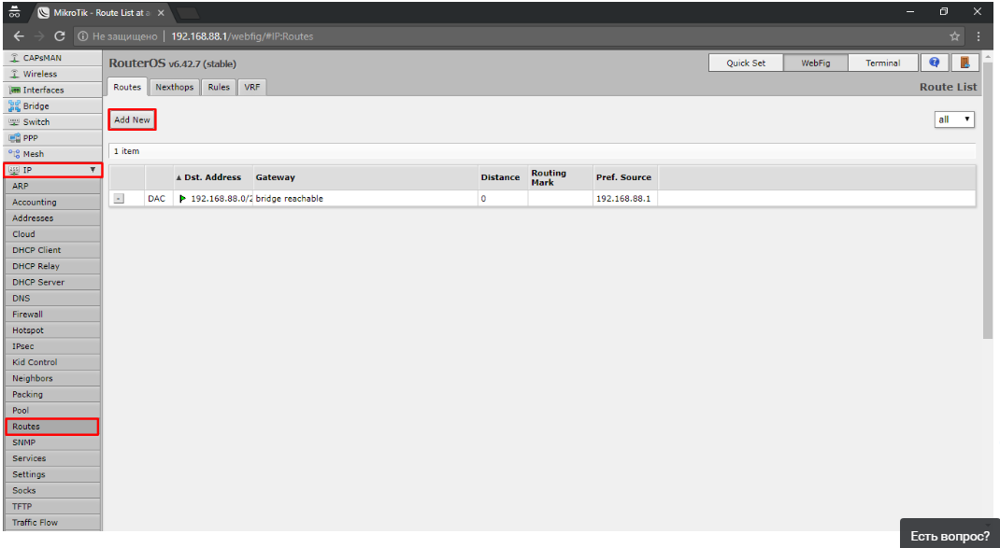 MikroTik - Route List at a
Не защищено | 192.168.88.1/webfig/#IP:Routes
CAPsMAN
Wireless
Interfaces
Bridge
Switch
PPP
Mesh
IP
ARP
Accounting
Addresses
Cloud
DHCP Client
DHCP Relay
DHCP Server
DNS
Firewall
Hotspot
IPsec
Kid Control
Neighbors
Packing
Pool
Routes
SNMP
Services
Settings
Socks
TFTP
Traffic Flow
RouterOS v6.42.7 (stable)
Quick Set WebFig Terminal
Routes Nexthops Rules VRF
Route List
Add New
all
1 item
Dst. Address Gateway Distance Routing Mark Pref. Source
- DAC 192.168.88.0/2 bridge reachable 0 192.168.88.1
Есть вопрос?